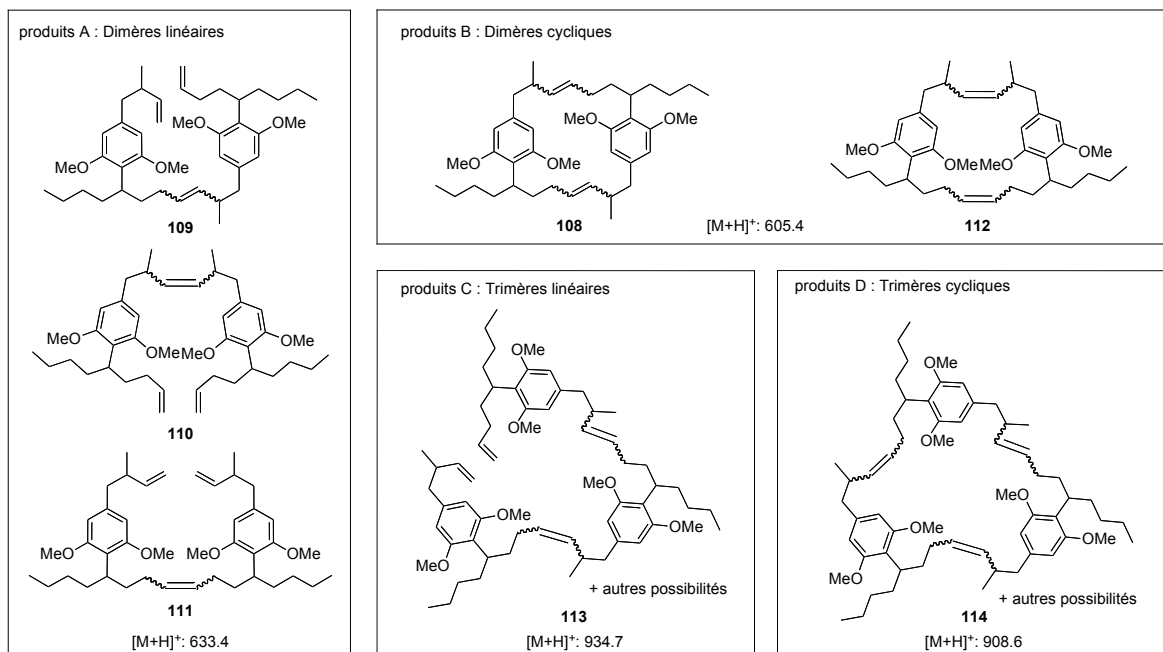 produits A : Dimères linéaires
MeO
OMe
MeO
OMe
109
MeO
OMe
MeO
OMe
110
MeO
OMe
MeO
OMe
111
[M+H]+: 633.4
produits B : Dimères cycliques
MeO
OMe
MeO
OMe
108
[M+H]+: 605.4
MeO
OMe
MeO
OMe
112
produits C : Trimères linéaires
OMe
OMe
MeO
OMe
OMe
MeO
+ autres possibilités
113
[M+H]+: 934.7
produits D : Trimères cycliques
MeO
OMe
OMe
MeO
MeO
OMe
+ autres possibilités
114
[M+H]+: 908.6